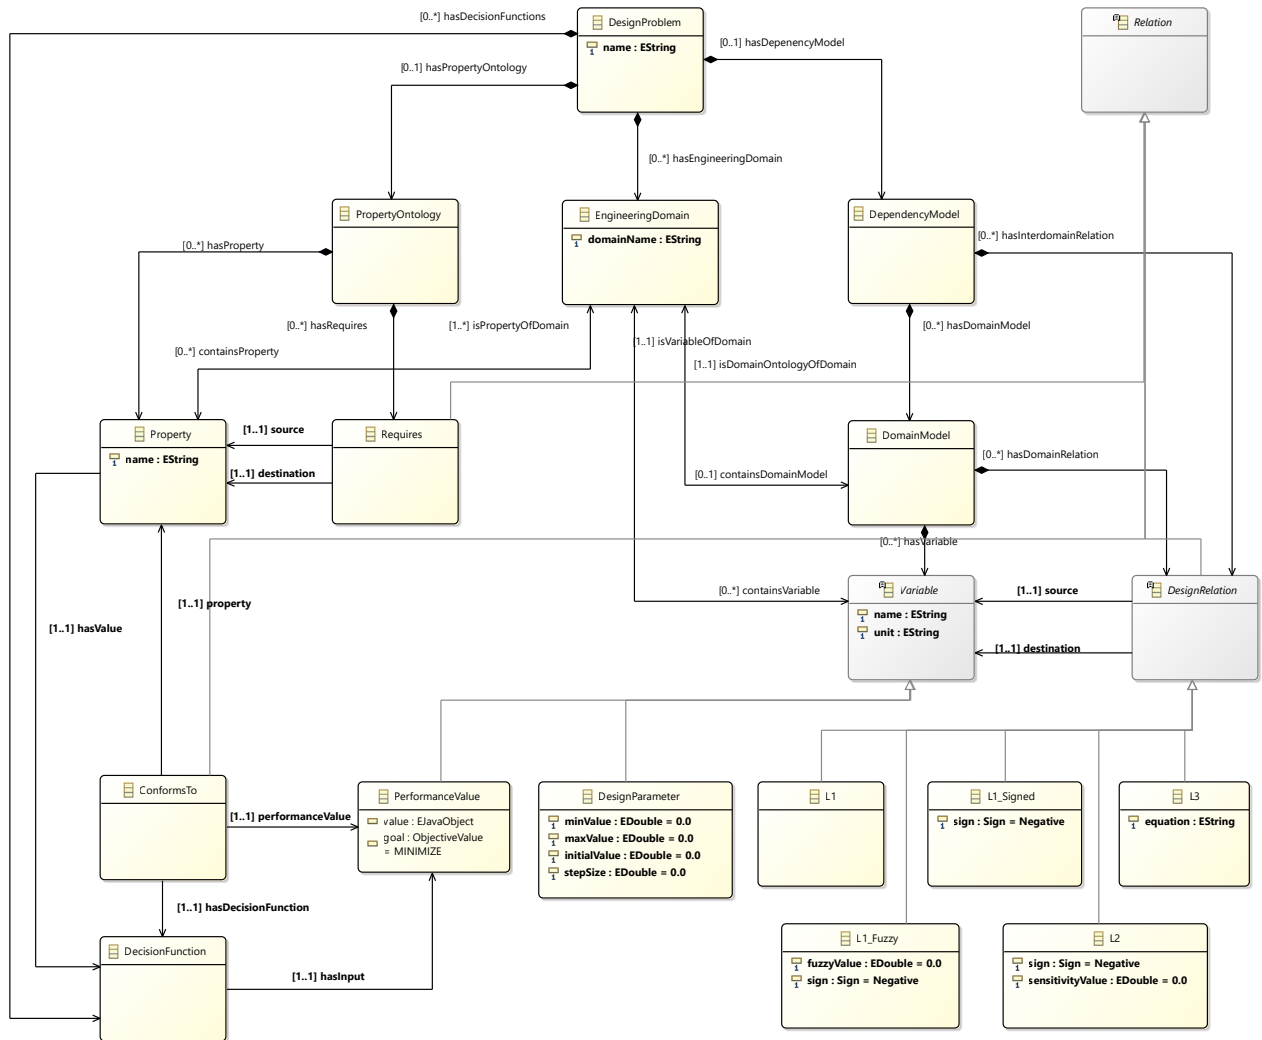 [0..*] hasDecisionFunctions
DesignProblem
name : EString
Relation
[0..1] hasDepenencyModel
[0..1] hasPropertyOntology
[0..*] hasEngineeringDomain
PropertyOntology
EngineeringDomain
domainName : EString
DependencyModel
[0..*] hasInterdomainRelation
[0..*] hasProperty
[0..*] hasRequires
[1..*] isPropertyOfDomain
[0..*] hasDomainModel
[1..1] isVariableOfDomain
[0..*] containsProperty
[1..1] isDomainOntologyOfDomain
Property
name : EString
[1..1] source
[1..1] destination
Requires
DomainModel
[0..*] hasDomainRelation
[0..1] containsDomainModel
[0..*] hasVariable
[0..*] containsVariable
Variable
name : EString
unit : EString
[1..1] source
[1..1] destination
DesignRelation
[1..1] property
[1..1] hasValue
ConformsTo
[1..1] performanceValue
PerformanceValue
value : EJavaObject
goal : ObjectiveValue
= MINIMIZE
DesignParameter
minValue : EDouble = 0.0
maxValue : EDouble = 0.0
initialValue : EDouble = 0.0
stepSize : EDouble = 0.0
L1
L1_Signed
sign : Sign = Negative
L3
equation : EString
[1..1] hasDecisionFunction
DecisionFunction
[1..1] hasInput
L1_Fuzzy
fuzzyValue : EDouble = 0.0
sign : Sign = Negative
L2
sign : Sign = Negative
sensitivityValue : EDouble = 0.0